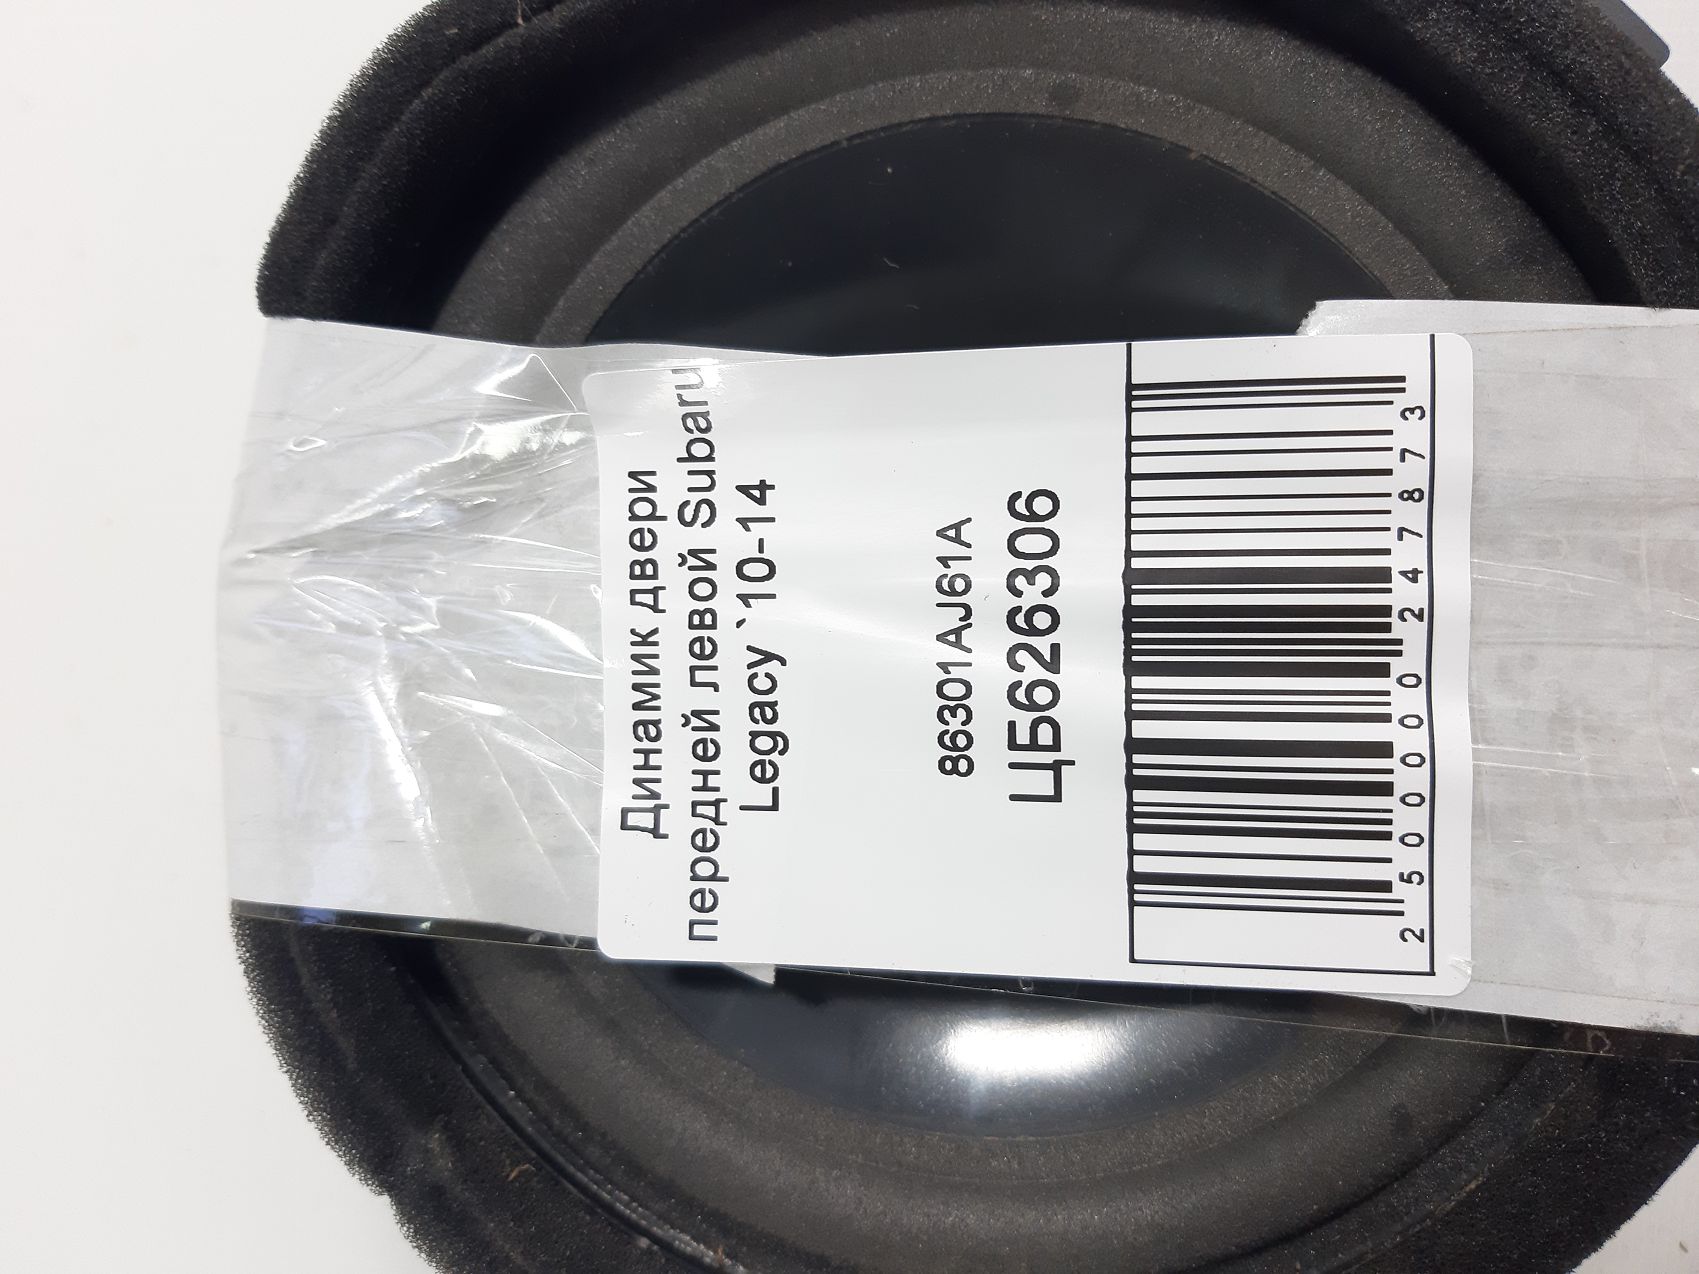 Динамик двери
передней левой Subaru
Legacy `10-14
86301AJ61A
ЦБ626306
2500000247873